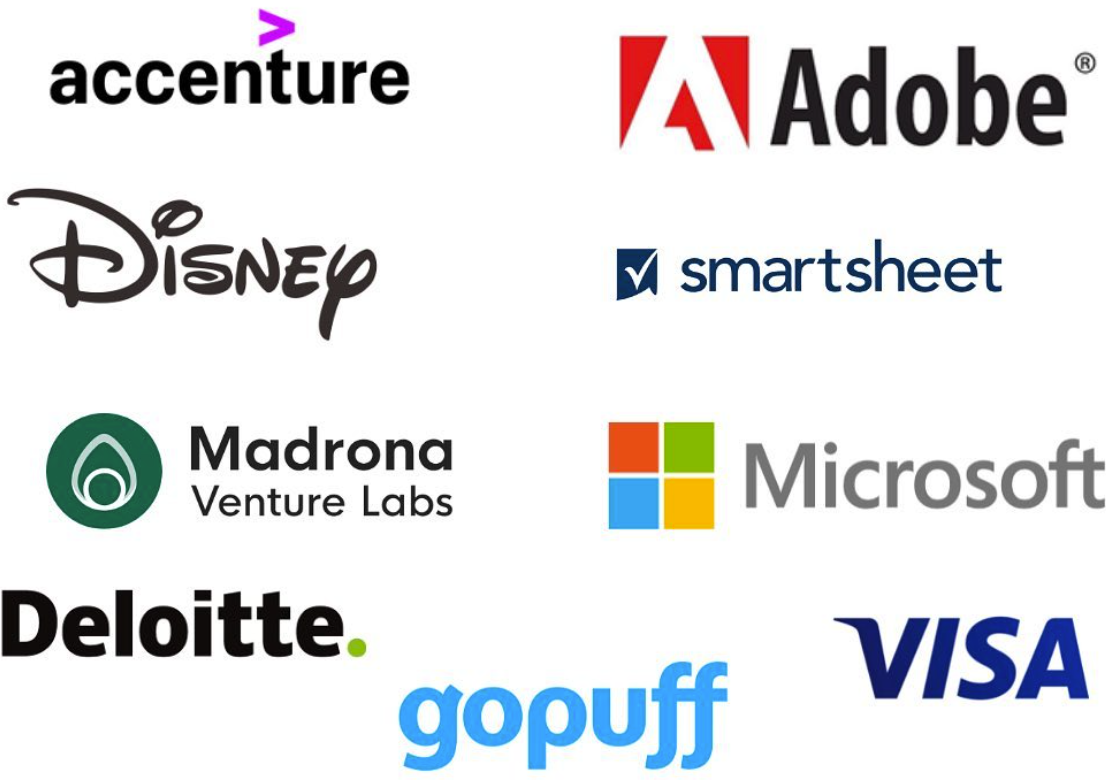 accenture
Adobe®
Disney
smartsheet
Madrona
Venture Labs
Microsoft
Deloitte.
VISA
gopuff